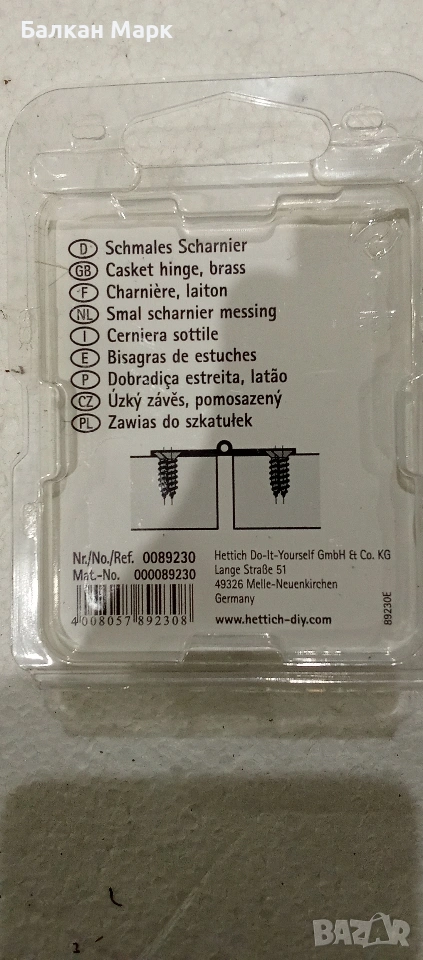 Балкан Марк
D Schmales Scharnier
GB Casket hinge, brass
F Charnière, laiton
NL Smal scharnier messing
I Cerniera sottile
E Bisagras de estuches
P Dobradiça estreita, latão
CZ Úzký závěs, pomosazený
PL Zawias do szkatułek
Nr./No./Ref. 0089230
Mat.-No. 000089230
4008057 892308
Hettich Do-It-Yourself GmbH & Co. KG
Lange Straße 51
49326 Melle-Neuenkirchen
Germany
www.hettich-diy.com
89230E
BAZAR